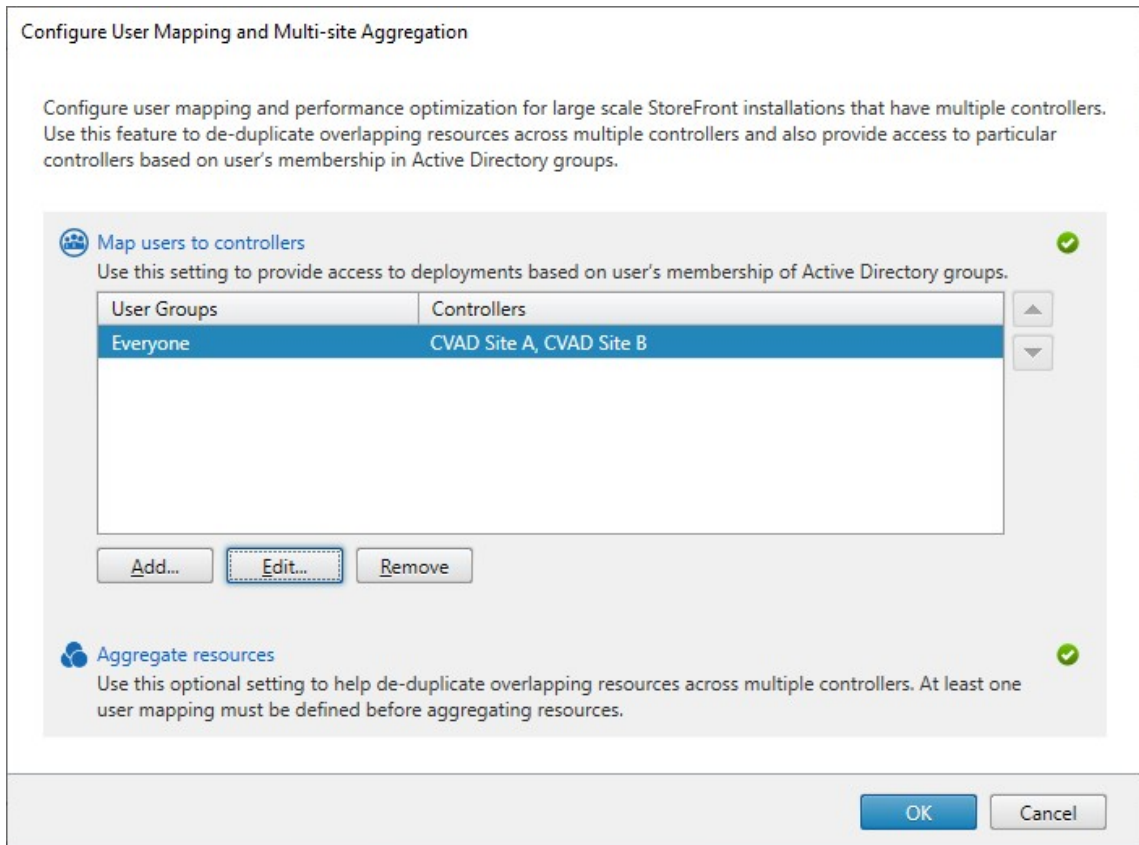 Configure User Mapping and Multi-site Aggregation
Configure user mapping and performance optimization for large scale StoreFront installations that have multiple controllers.
Use this feature to de-duplicate overlapping resources across multiple controllers and also provide access to particular
controllers based on user's membership in Active Directory groups.
Map users to controllers
Use this setting to provide access to deployments based on user's membership of Active Directory groups.
User Groups Controllers
Everyone CVAD Site A, CVAD Site B
Add... Edit... Remove
Aggregate resources
Use this optional setting to help de-duplicate overlapping resources across multiple controllers. At least one
user mapping must be defined before aggregating resources.
OK Cancel